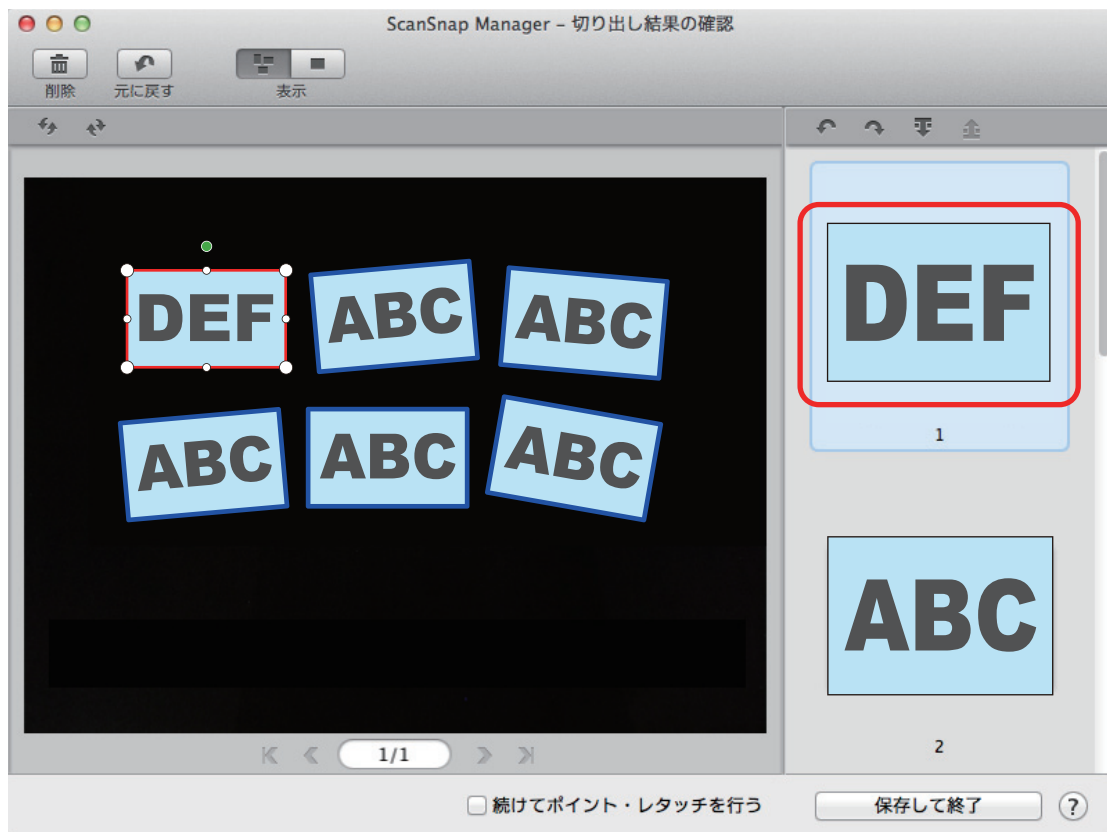 ScanSnap Manager – 切り出し結果の確認
削除 元に戻す 表示
DEF ABC ABC
ABC ABC ABC
1/1
DEF
1
ABC
2
続けてポイント・レタッチを行う 保存して終了 ?